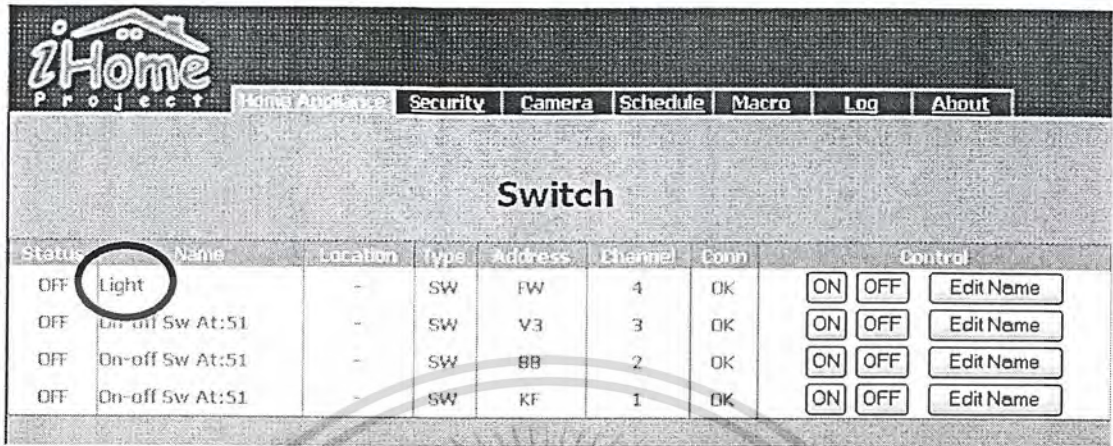 iHome
Project
Home Appliance Security Camera Schedule Macro Log About
Switch
Status Name Location Type Address Channel Conn Control
OFF Light - SW FW 4 OK ON OFF Edit Name
OFF On-off Sw At:51 - SW V3 3 OK ON OFF Edit Name
OFF On-off Sw At:51 - SW BB 2 OK ON OFF Edit Name
OFF On-off Sw At:51 - SW KF 1 OK ON OFF Edit Name